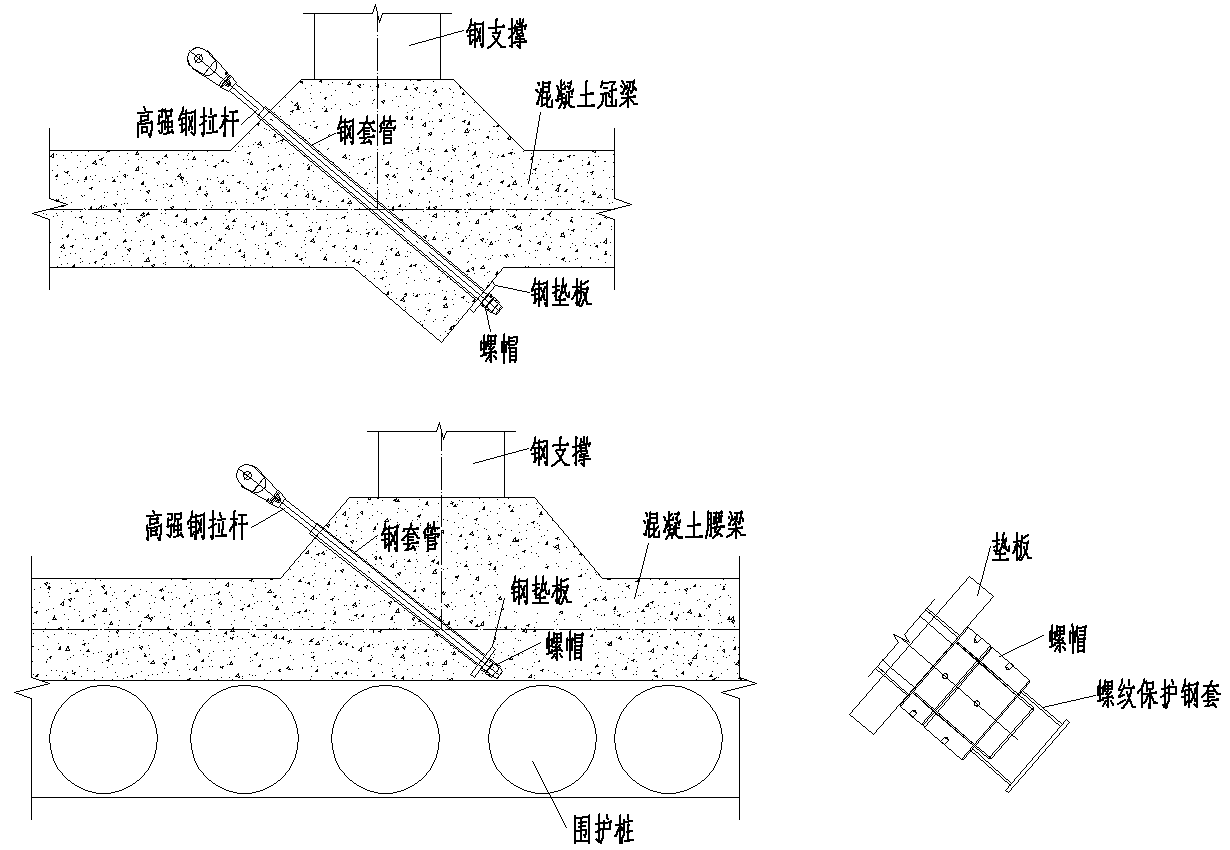 钢支撑
混凝土冠梁
高强钢拉杆
钢套管
钢垫板
螺帽
钢支撑
高强钢拉杆
钢套管
混凝土腰梁
钢垫板
螺帽
围护桩
垫板
螺帽
螺纹保护钢套